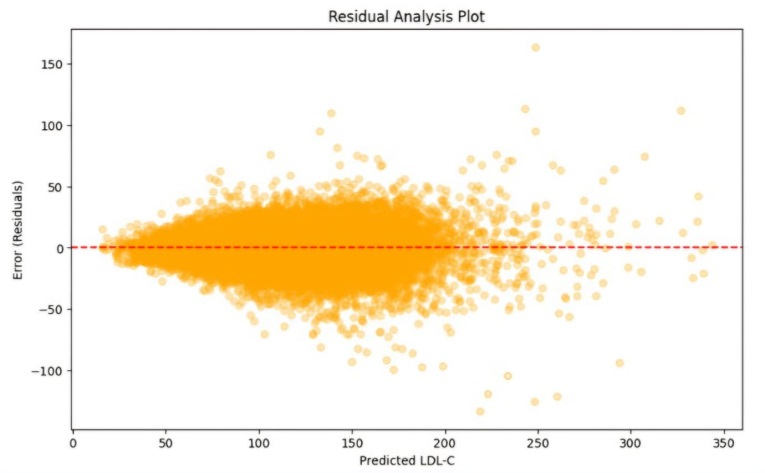 Residual Analysis Plot
Error (Residuals)
150
100
50
0
−50
−100
0 50 100 150 200 250 300 350
Predicted LDL-C